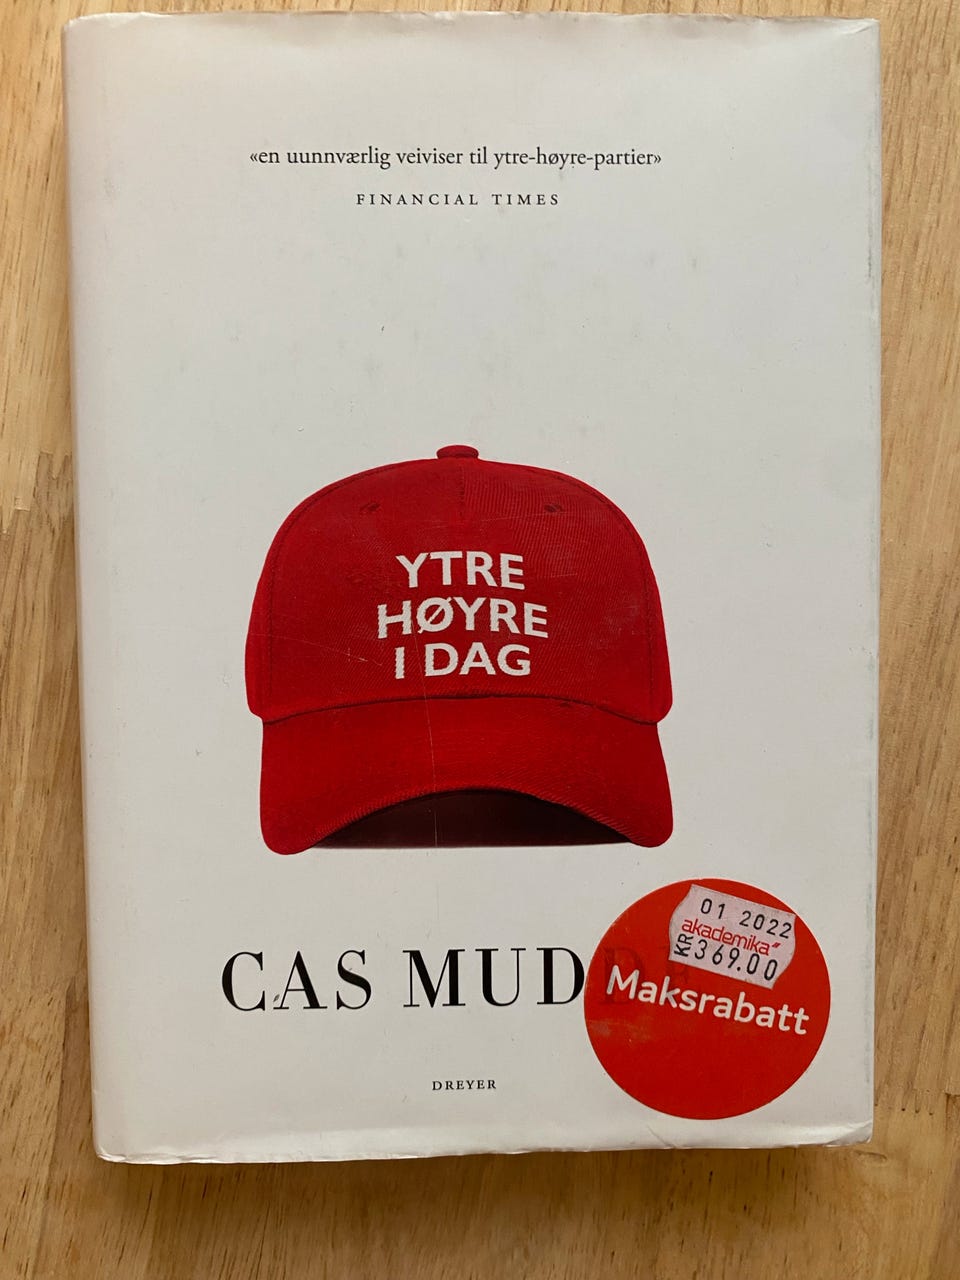 «en uunnværlig veiviser til ytre-høyre-partier»
FINANCIAL TIMES
YTRE
HØYRE
I DAG
CAS MUDDE
01 2022
akademika
KR 369.00
Maksrabatt
DREYER